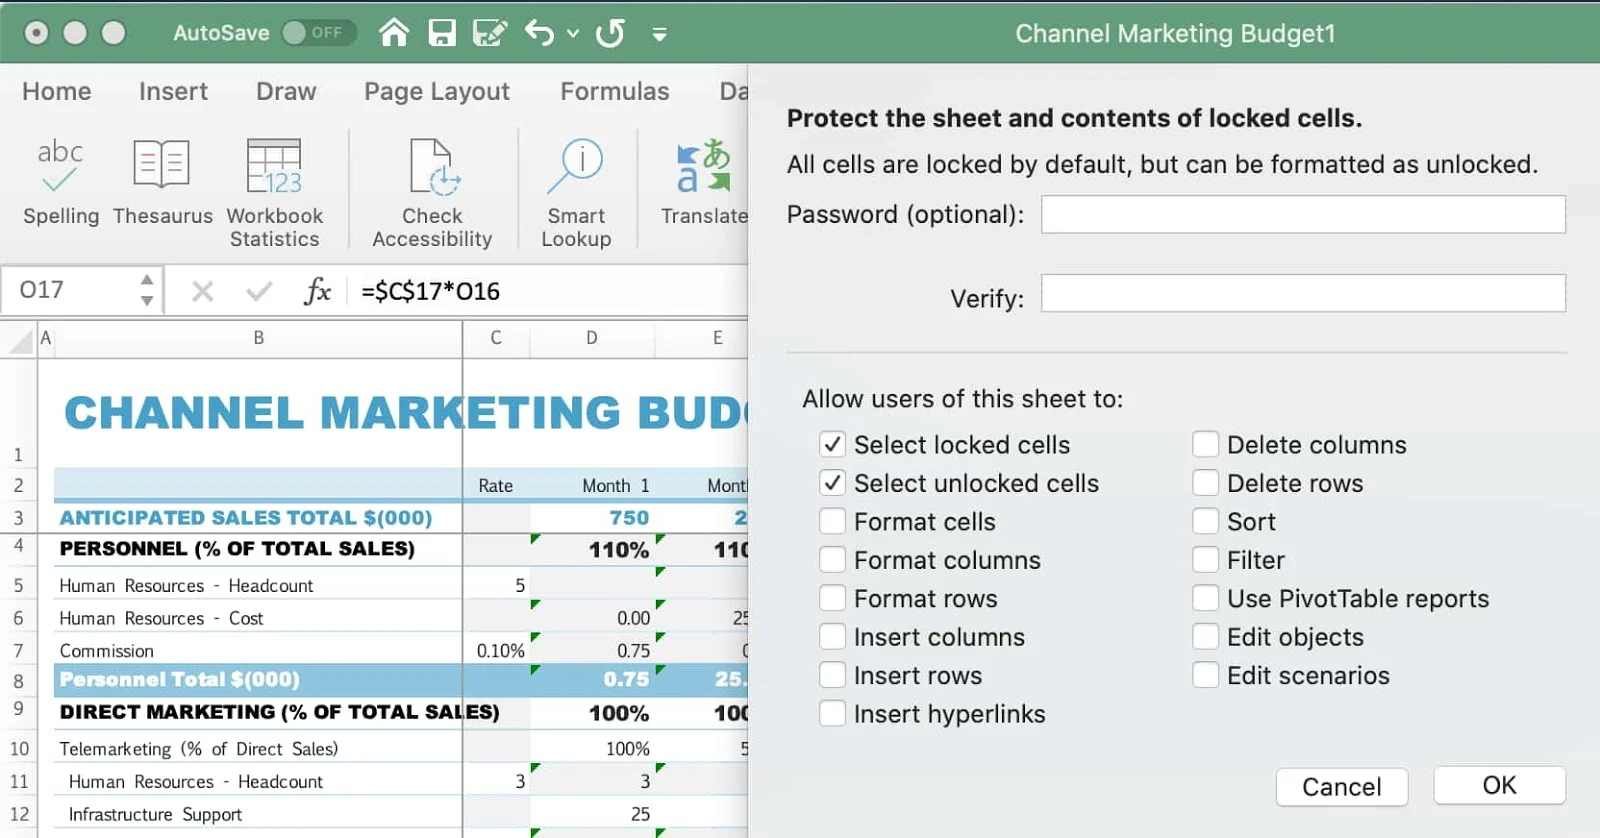 AutoSave OFF
Channel Marketing Budget1
Home Insert Draw Page Layout Formulas Da
abc
Spelling
Thesaurus
123
Workbook
Statistics
Check
Accessibility
i
Smart
Lookup
あ
a
Translate
O17
fx =$C$17*O16
A B C D E
1 CHANNEL MARKETING BUD
2 Rate Month 1 Mont
3 ANTICIPATED SALES TOTAL $(000) 750 2
4 PERSONNEL (% OF TOTAL SALES) 110% 110
5 Human Resources - Headcount 5
6 Human Resources - Cost 0.00 25
7 Commission 0.10% 0.75 0
8 Personnel Total $(000) 0.75 25.
9 DIRECT MARKETING (% OF TOTAL SALES) 100% 100
10 Telemarketing (% of Direct Sales) 100% 5
11 Human Resources - Headcount 3 3
12 Infrastructure Support 25
Protect the sheet and contents of locked cells.
All cells are locked by default, but can be formatted as unlocked.
Password (optional):
Verify:
Allow users of this sheet to:
Select locked cells
Select unlocked cells
Format cells
Format columns
Format rows
Insert columns
Insert rows
Insert hyperlinks
Delete columns
Delete rows
Sort
Filter
Use PivotTable reports
Edit objects
Edit scenarios
Cancel OK